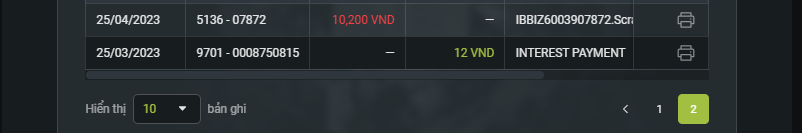 25/04/2023 5136 - 07872 10,200 VND — IBBIZ6003907872.Scr
25/03/2023 9701 - 0008750815 — 12 VND INTEREST PAYMENT
Hiển thị 10 bản ghi < 1 2